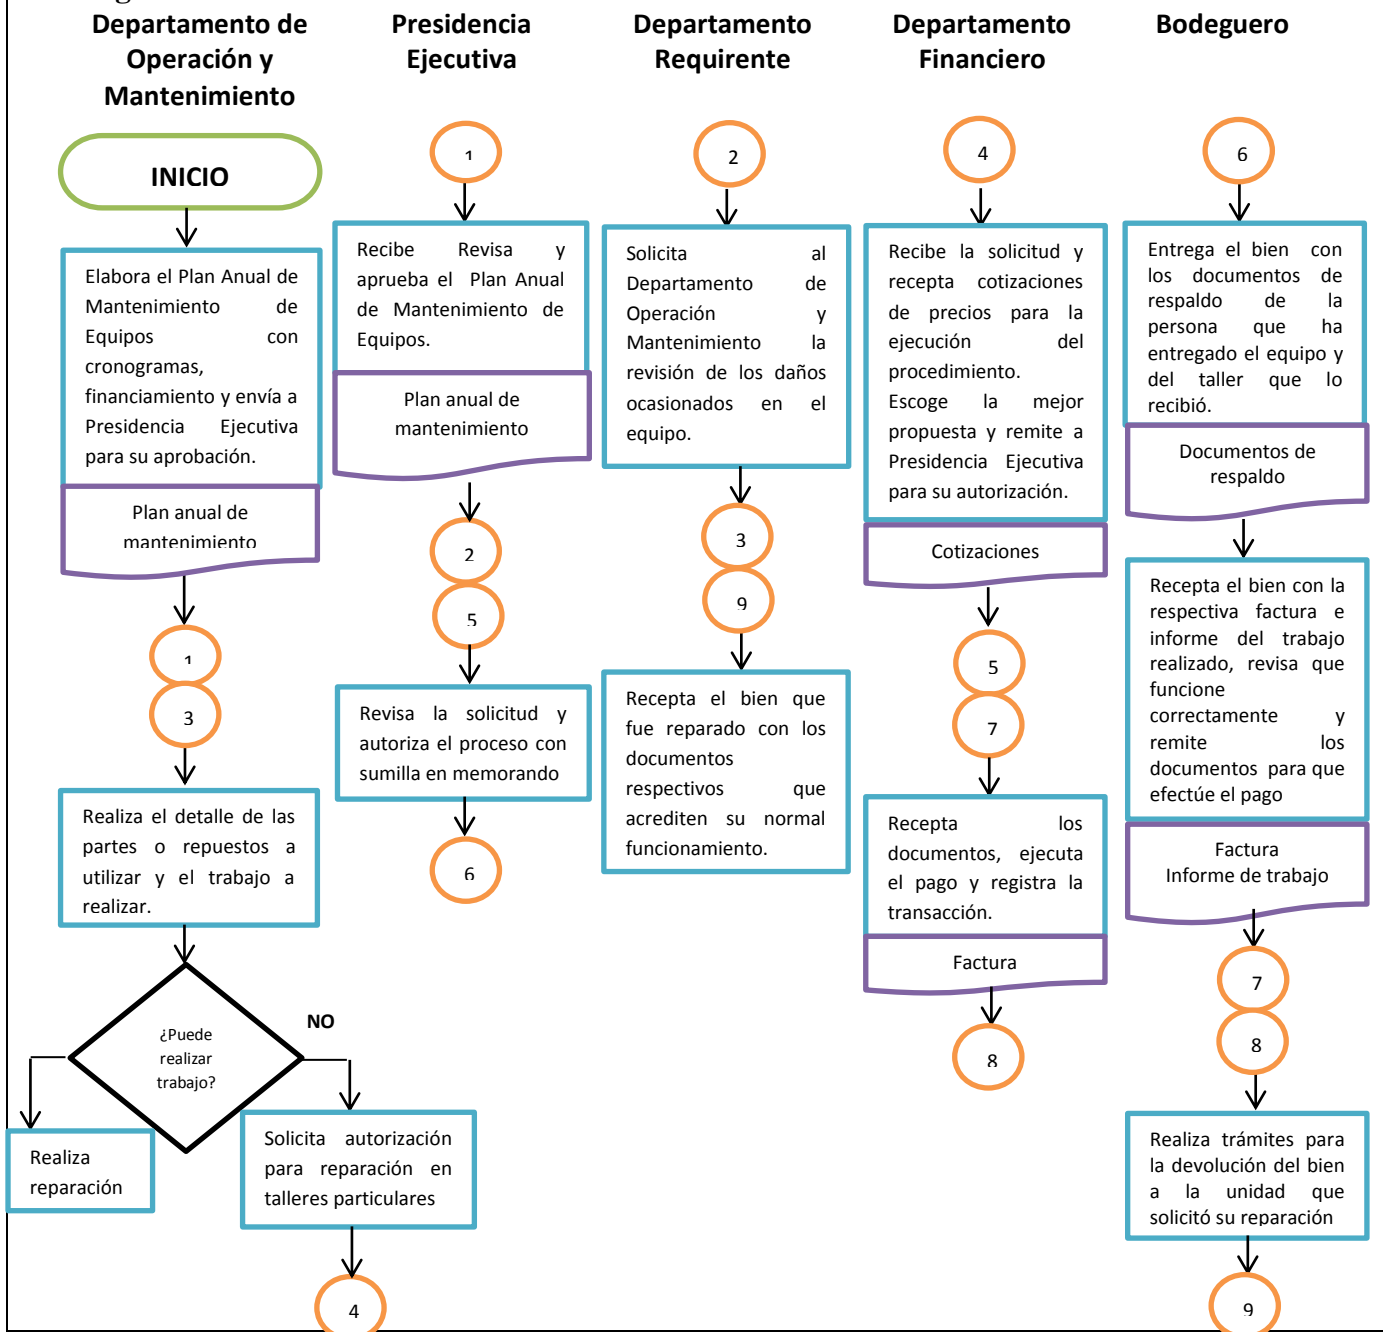 Departamento de
Operación y
Mantenimiento
INICIO
Elabora el Plan Anual de
Mantenimiento de
Equipos con
cronogramas,
financiamiento y envía a
Presidencia Ejecutiva
para su aprobación.
Plan anual de
mantenimiento
1
3
Realiza el detalle de las
partes o repuestos a
utilizar y el trabajo a
realizar.
¿Puede
realizar
trabajo?
NO
Realiza
reparación
Solicita autorización
para reparación en
talleres particulares
4
Presidencia
Ejecutiva
1
Recibe Revisa y
aprueba el Plan Anual
de Mantenimiento de
Equipos.
Plan anual de
mantenimiento
2
5
Revisa la solicitud y
autoriza el proceso con
sumilla en memorando
6
Departamento
Requirente
2
Solicita al
Departamento de
Operación y
Mantenimiento la
revisión de los daños
ocasionados en el
equipo.
3
9
Recepta el bien que
fue reparado con los
documentos
respectivos que
acrediten su normal
funcionamiento.
Departamento
Financiero
4
Recibe la solicitud y
recepta cotizaciones
de precios para la
ejecución del
procedimiento.
Escoge la mejor
propuesta y remite a
Presidencia Ejecutiva
para su autorización.
Cotizaciones
5
7
Recepta los
documentos, ejecuta
el pago y registra la
transacción.
Factura
8
Bodeguero
6
Entrega el bien con
los documentos de
respaldo de la
persona que ha
entregado el equipo y
del taller que lo
recibió.
Documentos de
respaldo
Recepta el bien con la
respectiva factura e
informe del trabajo
realizado, revisa que
funcione
correctamente y
remite los
documentos para que
efectúe el pago
Factura
Informe de trabajo
7
8
Realiza trámites para
la devolución del bien
a la unidad que
solicitó su reparación
9